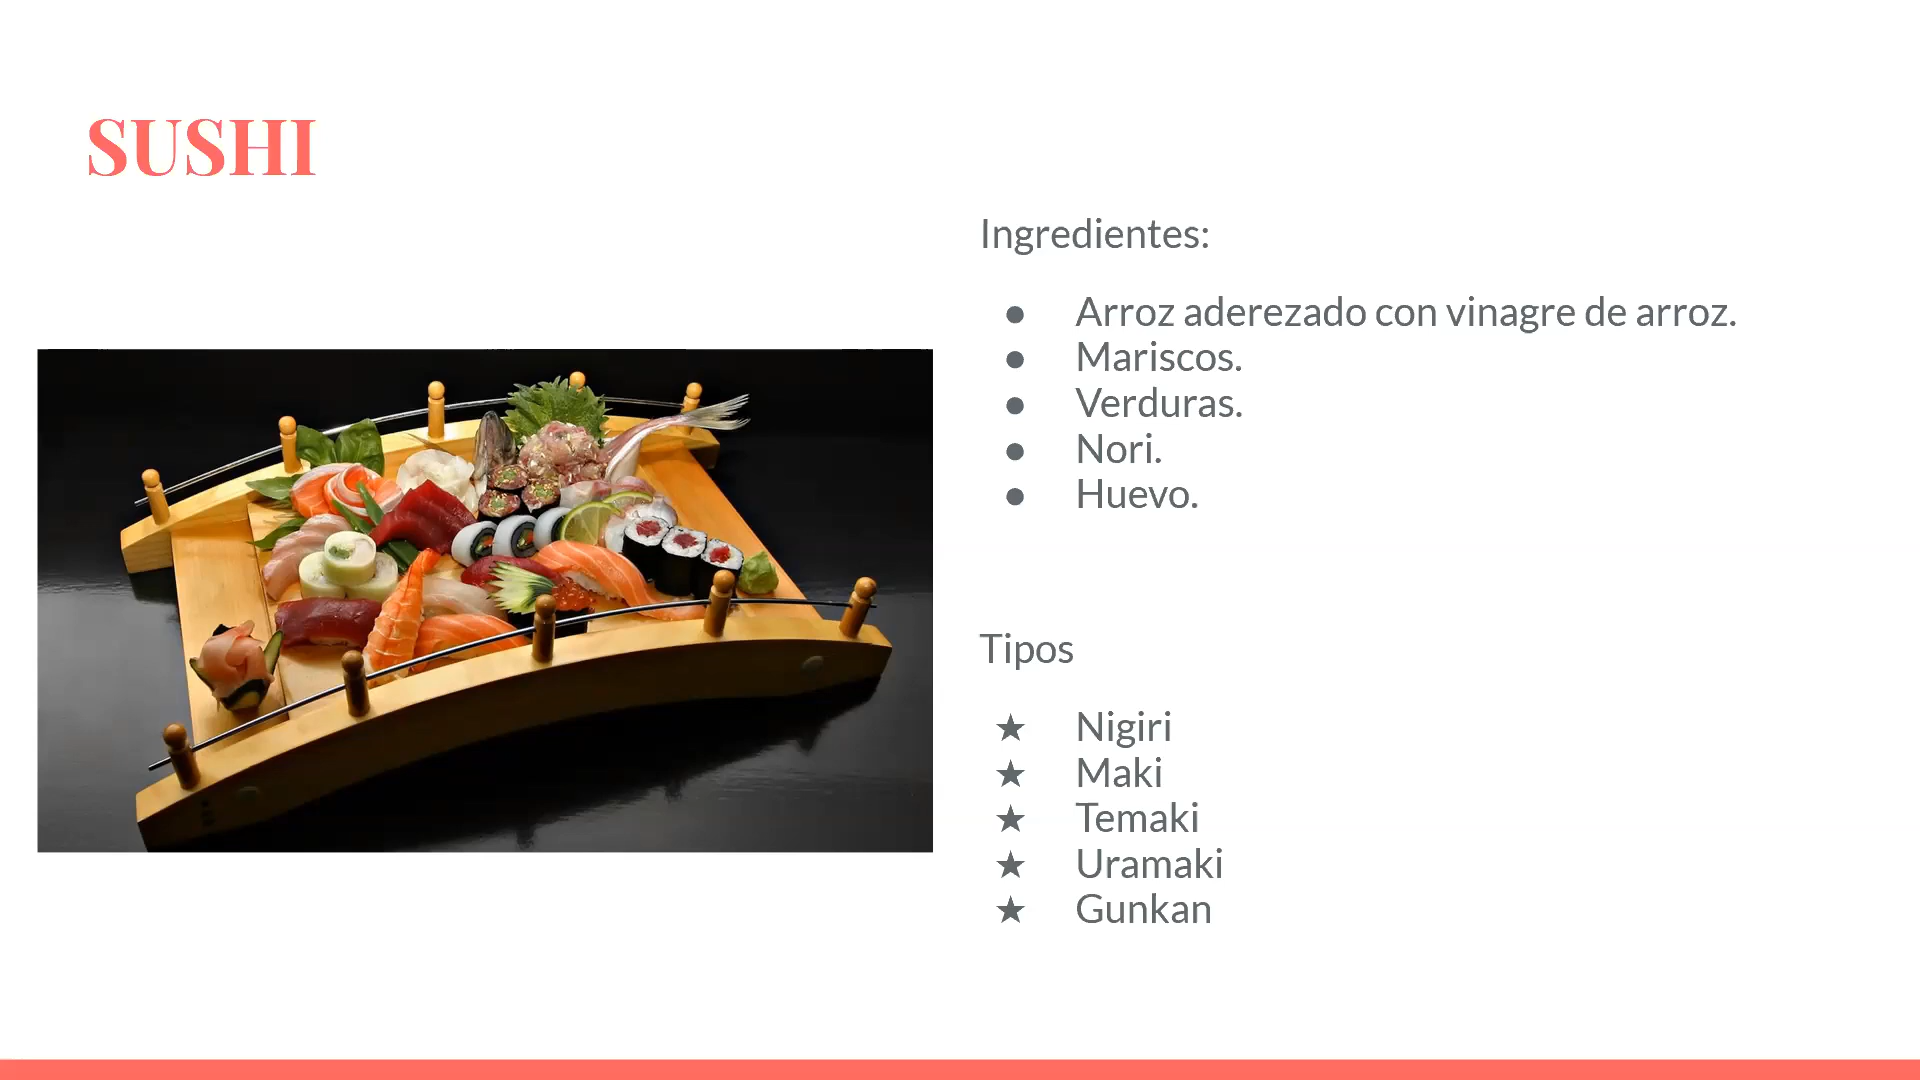 SUSHI
Ingredientes:
● Arroz aderezado con vinagre de arroz.
● Mariscos.
● Verduras.
● Nori.
● Huevo.
Tipos
★ Nigiri
★ Maki
★ Temaki
★ Uramaki
★ Gunkan